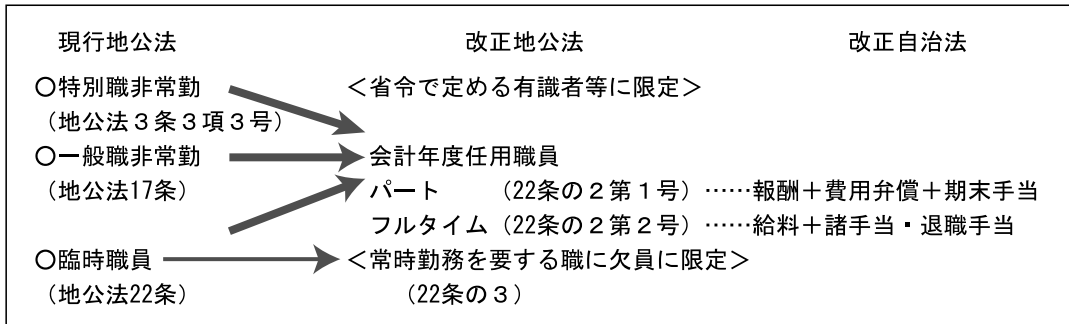 現行地公法　改正地公法　改正自治法
○特別職非常勤　＜省令で定める有識者等に限定＞
（地公法３条３項３号）
○一般職非常勤　会計年度任用職員
（地公法17条）　パート　（22条の２第１号）……報酬＋費用弁償＋期末手当
フルタイム（22条の２第２号）……給料＋諸手当・退職手当
○臨時職員　＜常時勤務を要する職に欠員に限定＞
（地公法22条）　（22条の３）